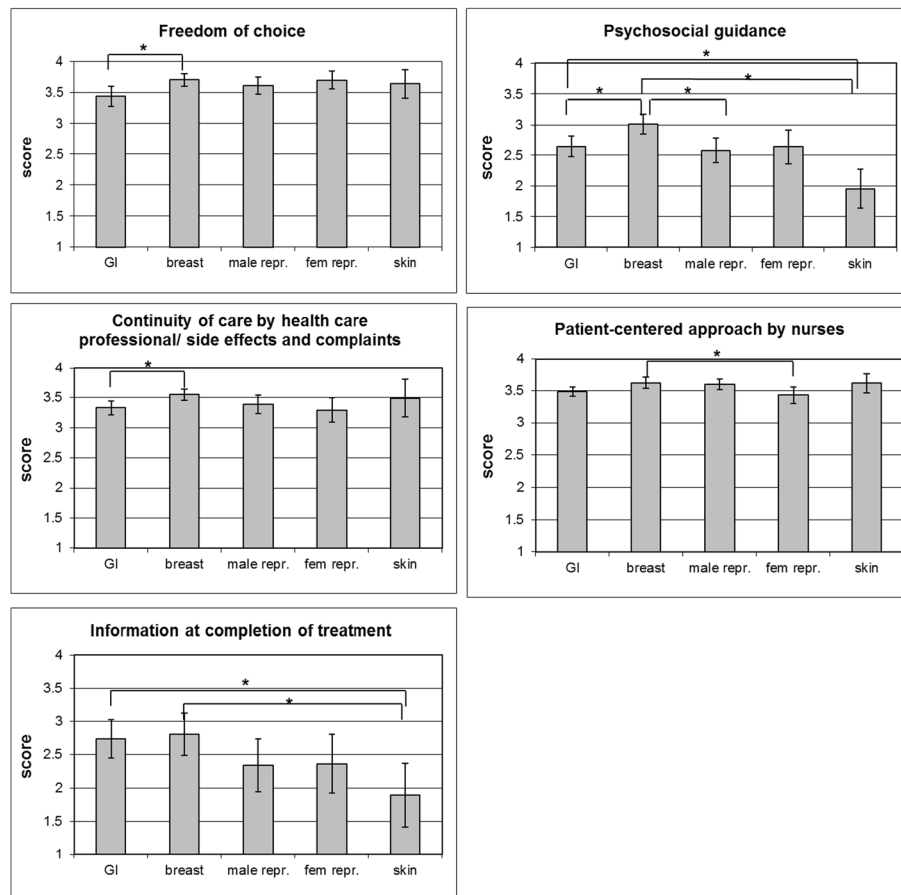 Freedom of choice
*
4
3.5
3
2.5
2
1.5
1
score
GI breast male repr. fem repr. skin
Psychosocial guidance
*
*
* *
4
3.5
3
2.5
2
1.5
1
score
GI breast male repr. fem repr. skin
Continuity of care by health care
professional/ side effects and complaints
*
4
3.5
3
2.5
2
1.5
1
score
GI breast male repr. fem repr. skin
Patient-centered approach by nurses
*
4
3.5
3
2.5
2
1.5
1
score
GI breast male repr. fem repr. skin
Information at completion of treatment
*
*
4
3.5
3
2.5
2
1.5
1
score
GI breast male repr. fem repr. skin